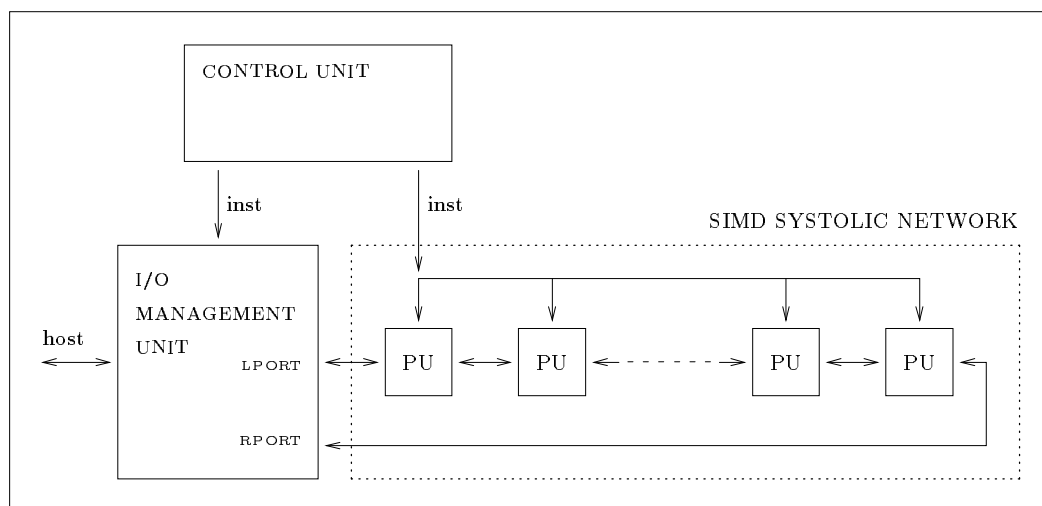 CONTROL UNIT
inst
inst
SIMD SYSTOLIC NETWORK
I/O
MANAGEMENT
UNIT
host
LPORT
PU
PU
PU
PU
RPORT